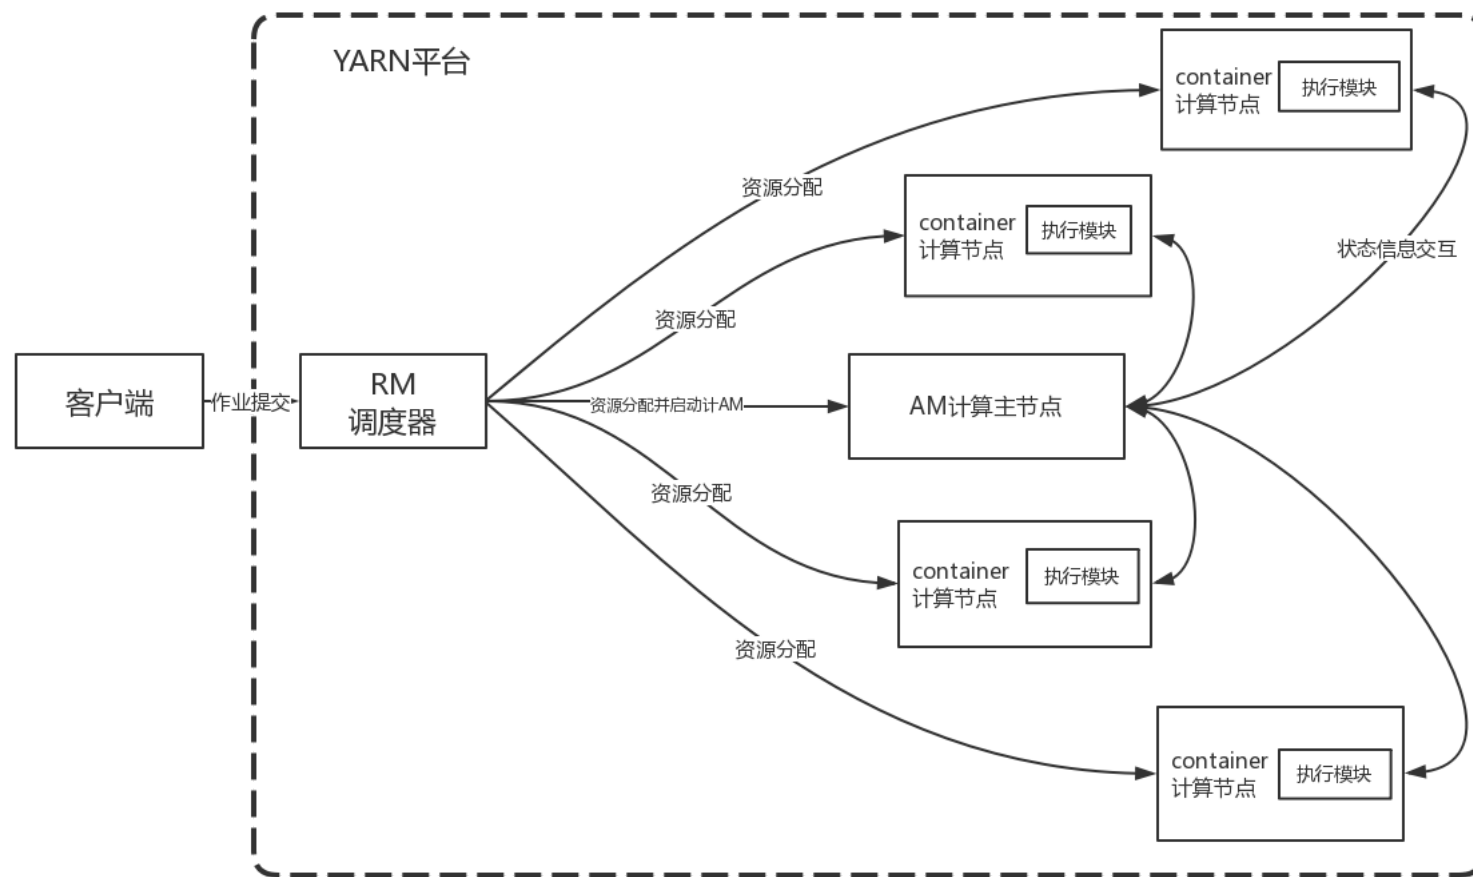 YARN平台
container
计算节点
执行模块
资源分配
container
计算节点
执行模块
状态信息交互
资源分配
客户端
作业提交
RM
调度器
资源分配并启动计AM
AM计算主节点
资源分配
container
计算节点
执行模块
资源分配
container
计算节点
执行模块